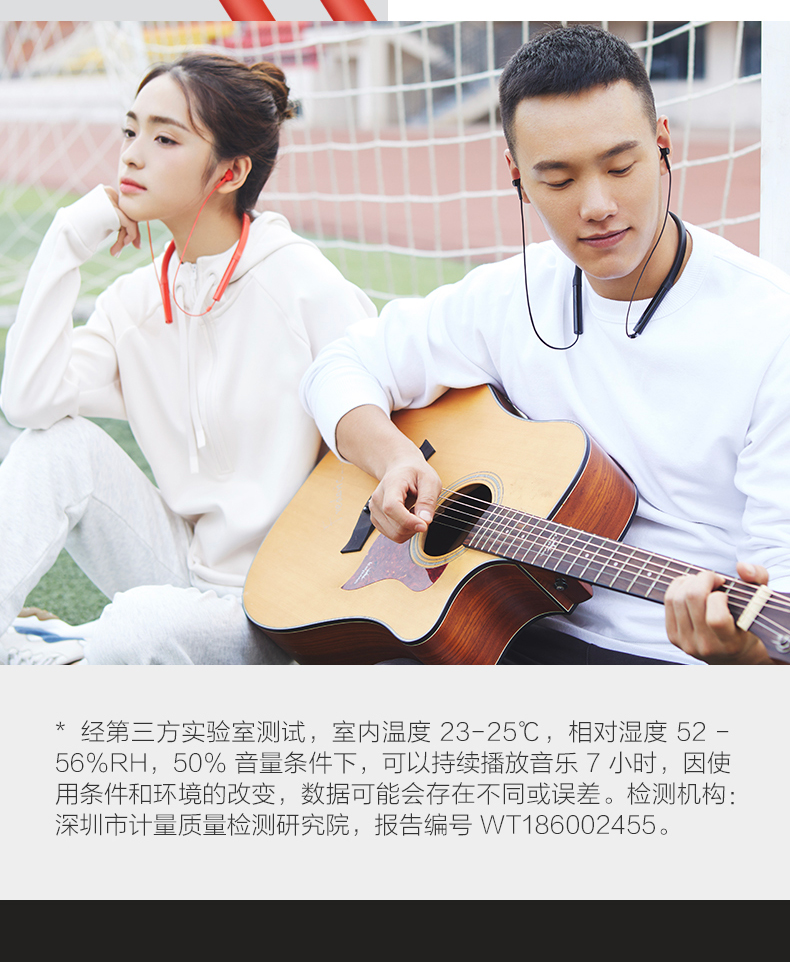 * 经第三方实验室测试，室内温度 23-25℃，相对湿度 52 -
56%RH，50% 音量条件下，可以持续播放音乐 7 小时，因使
用条件和环境的改变，数据可能会存在不同或误差。检测机构：
深圳市计量质量检测研究院，报告编号 WT186002455。